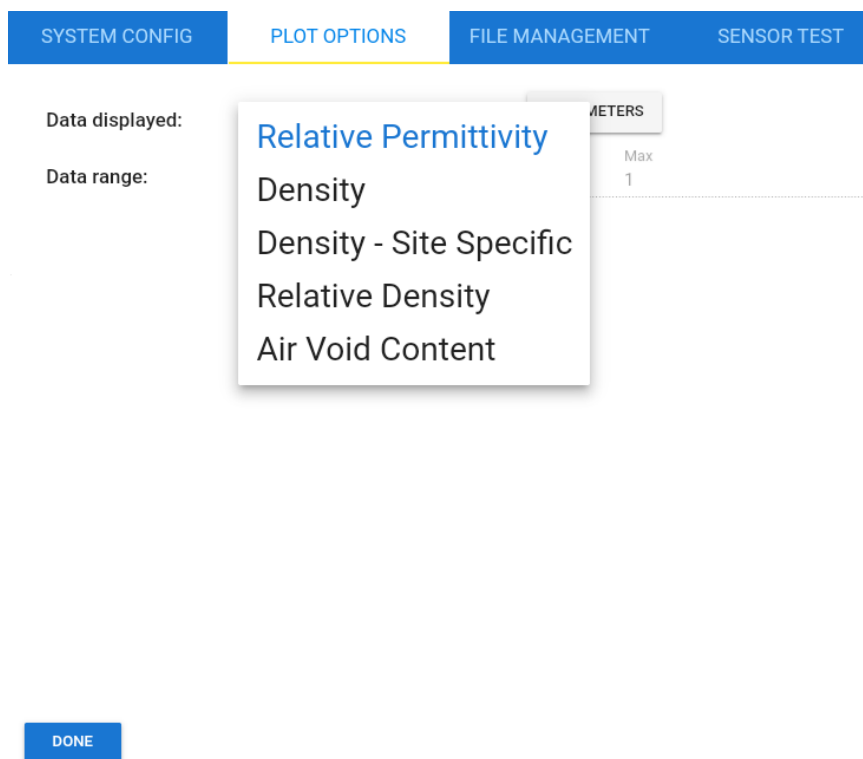 SYSTEM CONFIG PLOT OPTIONS FILE MANAGEMENT SENSOR TEST
Data displayed:
Relative Permittivity
Density
Density - Site Specific
Relative Density
Air Void Content
METERS
Data range:
Max
1
DONE